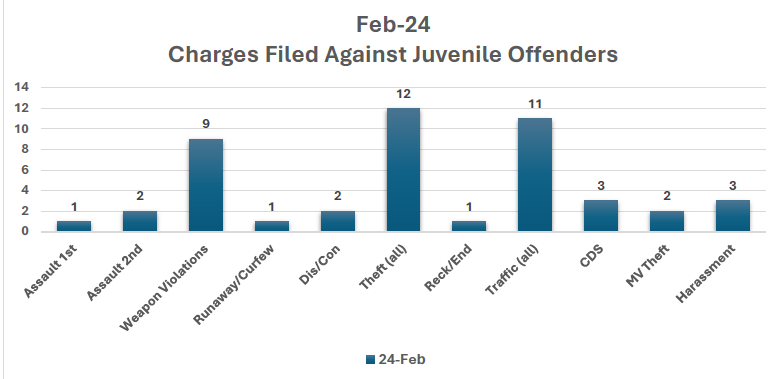 Feb-24
Charges Filed Against Juvenile Offenders
14
12
10
8
6
4
2
0
1
2
9
1
2
12
1
11
3
2
3
Assault 1st
Assault 2nd
Weapon Violations
Runaway/Curfew
Dis/Con
Theft (all)
Reck/End
Traffic (all)
CDS
MV Theft
Harassment
24-Feb